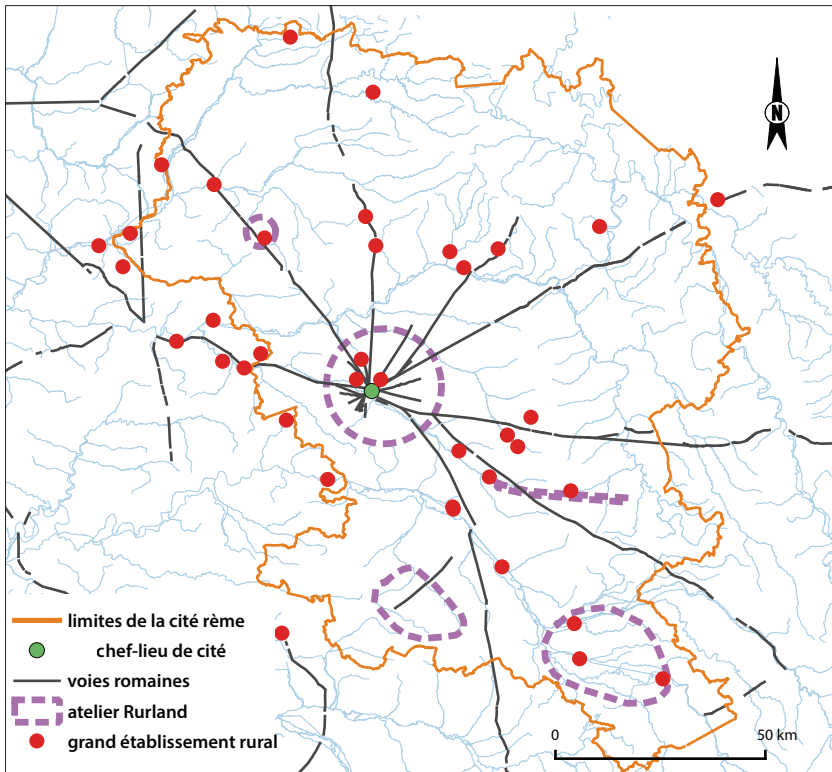 N
limites de la cité rème
chef-lieu de cité
voies romaines
atelier Rurland
grand établissement rural
0 50 km